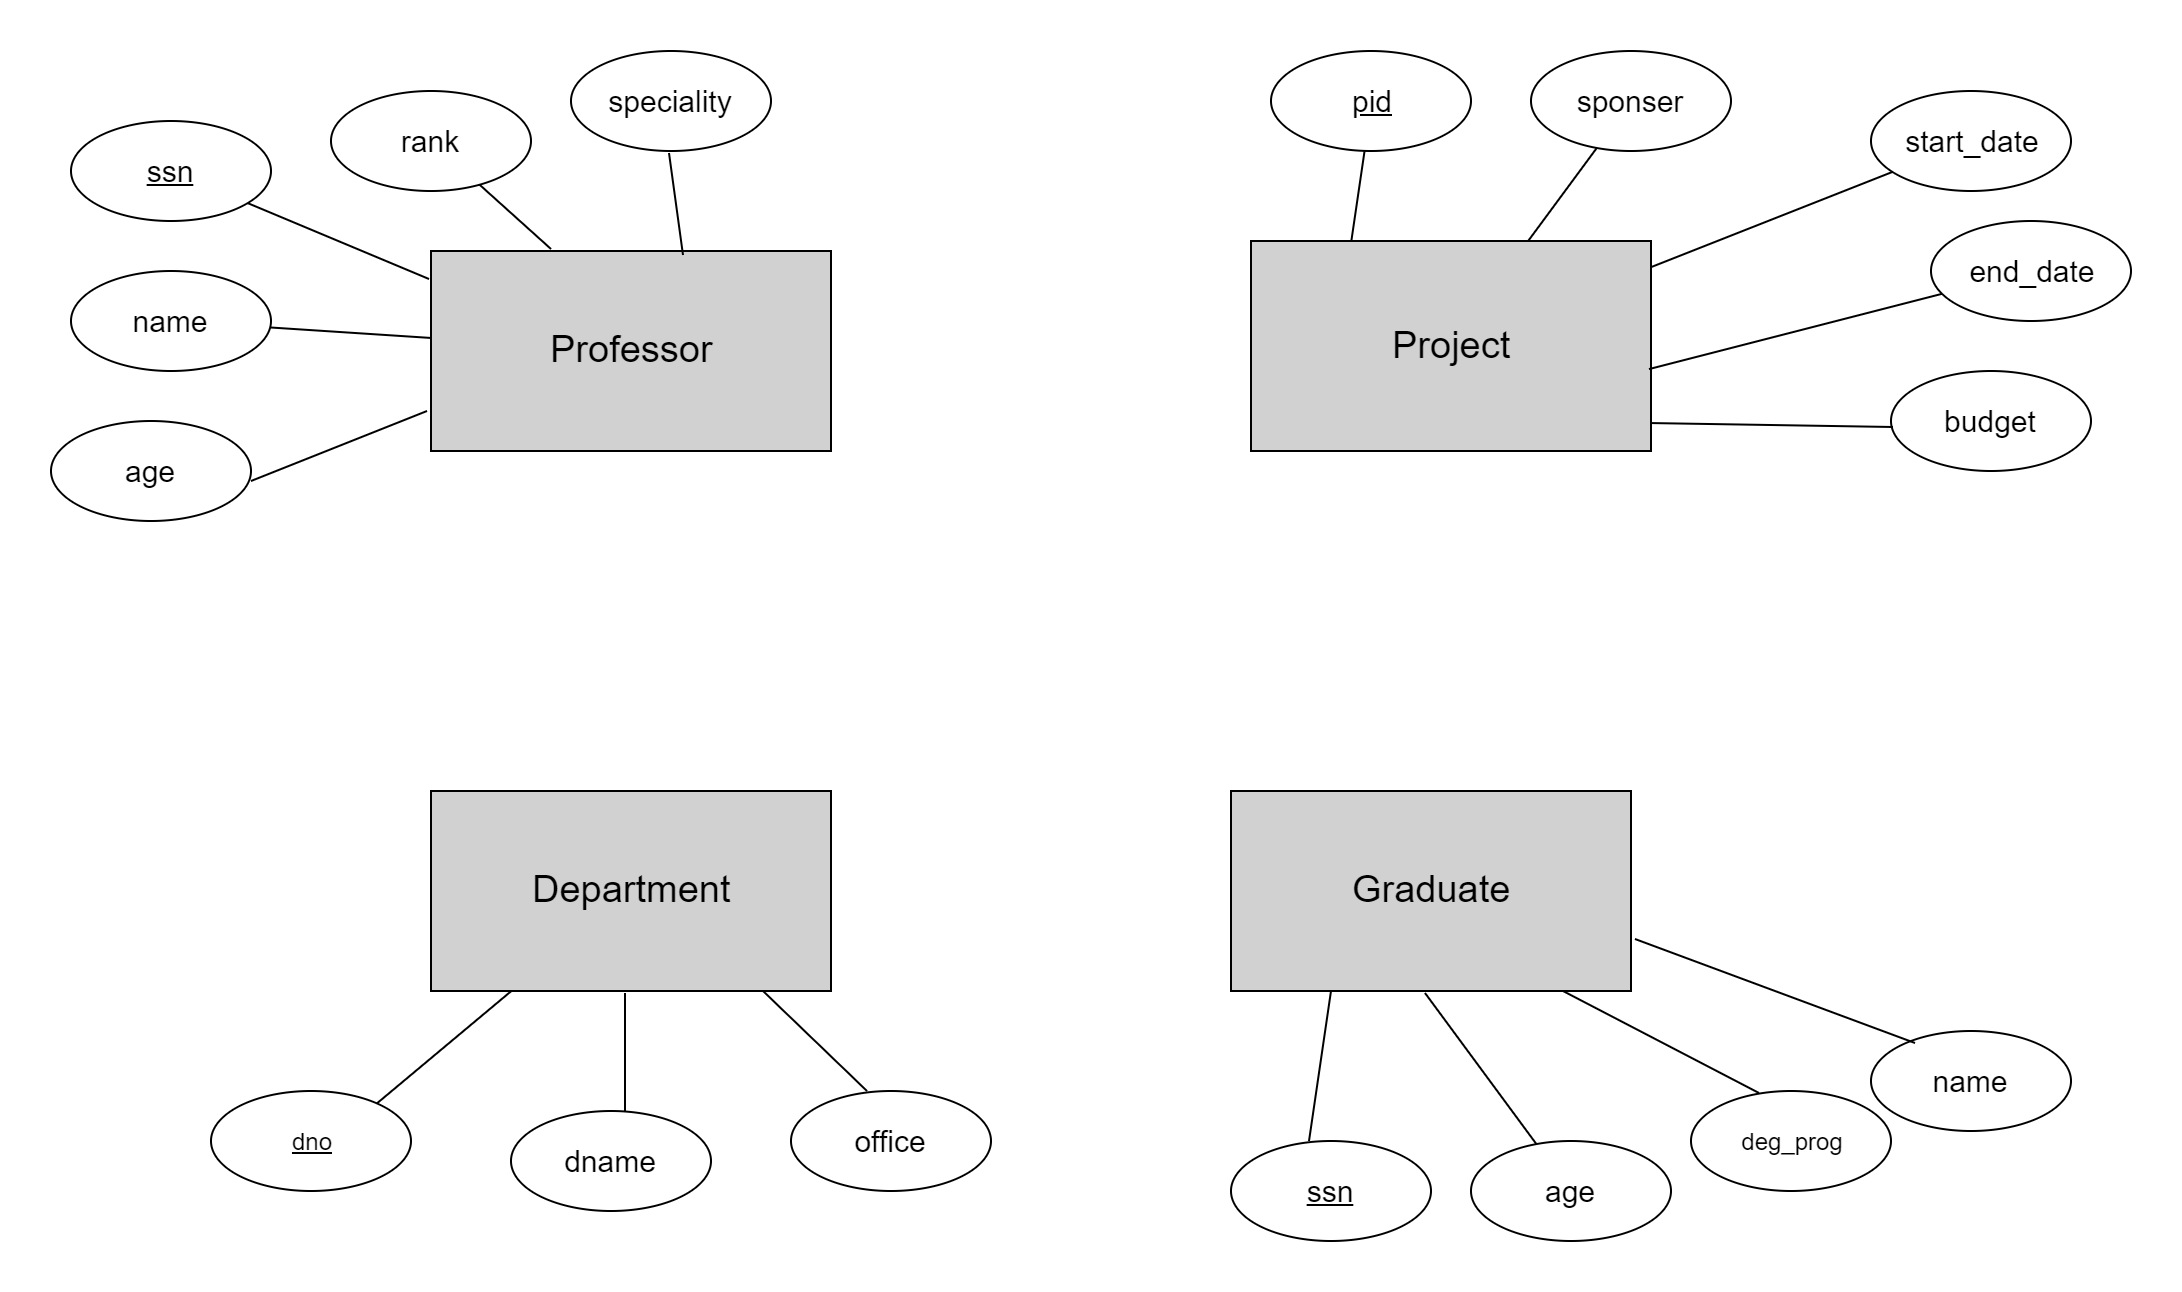 speciality
rank
ssn
name
age
Professor
pid
sponser
start_date
end_date
budget
Project
Department
dno
dname
office
Graduate
ssn
age
deg_prog
name